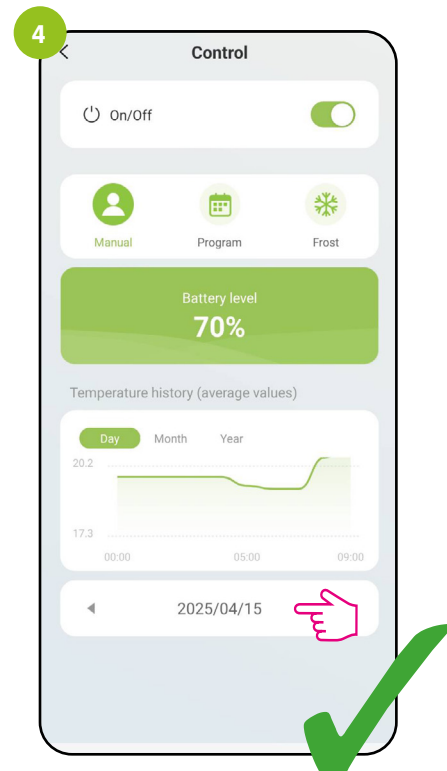 4
Control
On/Off
Manual Program Frost
Battery level
70%
Temperature history (average values)
Day Month Year
20.2
17.3
00:00 05:00 09:00
2025/04/15